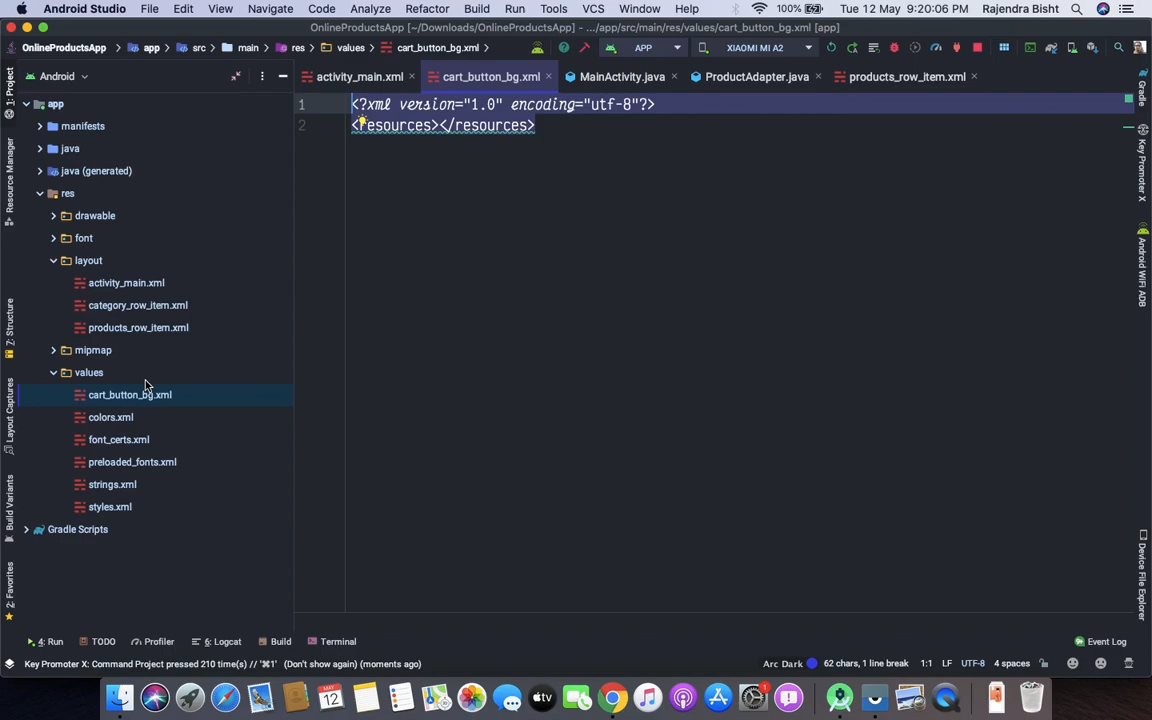 Android Studio File Edit View Navigate Code Analyze Refactor Build Run Tools VCS Window Help 100% Tue 12 May 9:20:06 PM Rajendra Bisht
OnlineProductsApp [~/Downloads/OnlineProductsApp] - .../app/src/main/res/values/cart_button_bg.xml [app]
OnlineProductsApp app src main res values cart_button_bg.xml APP XIAOMI MI A2
Android activity_main.xml cart_button_bg.xml MainActivity.java ProductAdapter.java products_row_item.xml
1 <?xml version="1.0" encoding="utf-8"?>
2 <resources></resources>
app
manifests
java
java (generated)
res
drawable
font
layout
activity_main.xml
category_row_item.xml
products_row_item.xml
mipmap
values
cart_button_bg.xml
colors.xml
font_certs.xml
preloaded_fonts.xml
strings.xml
styles.xml
Gradle Scripts
1: Project
Resource Manager
7: Structure
Layout Captures
Build Variants
2: Favorites
Gradle
Key Promoter X
Android WiFi ADB
Device File Explorer
4: Run TODO Profiler 6: Logcat Build Terminal Event Log
Key Promoter X: Command Project pressed 210 time(s) // '⌘1' (Don't show again) (moments ago) Arc Dark 62 chars, 1 line break 1:1 LF UTF-8 4 spaces
MAY
12
1